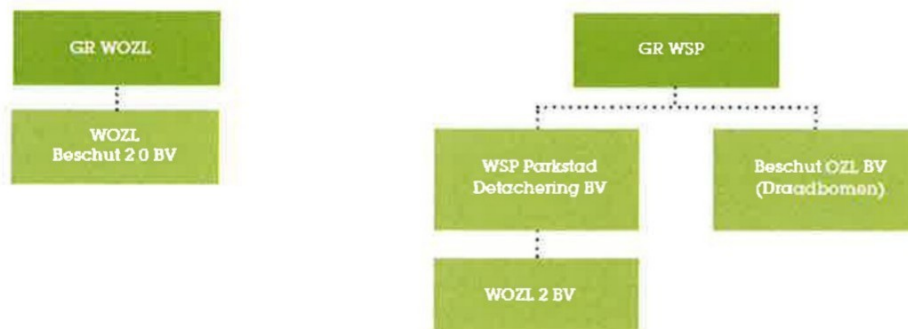 GR WOZL
WOZL
Beschut 2 0 BV
GR WSP
WSP Parkstad
Detachering BV
Beschut OZL BV
(Draadbomen)
WOZL 2 BV